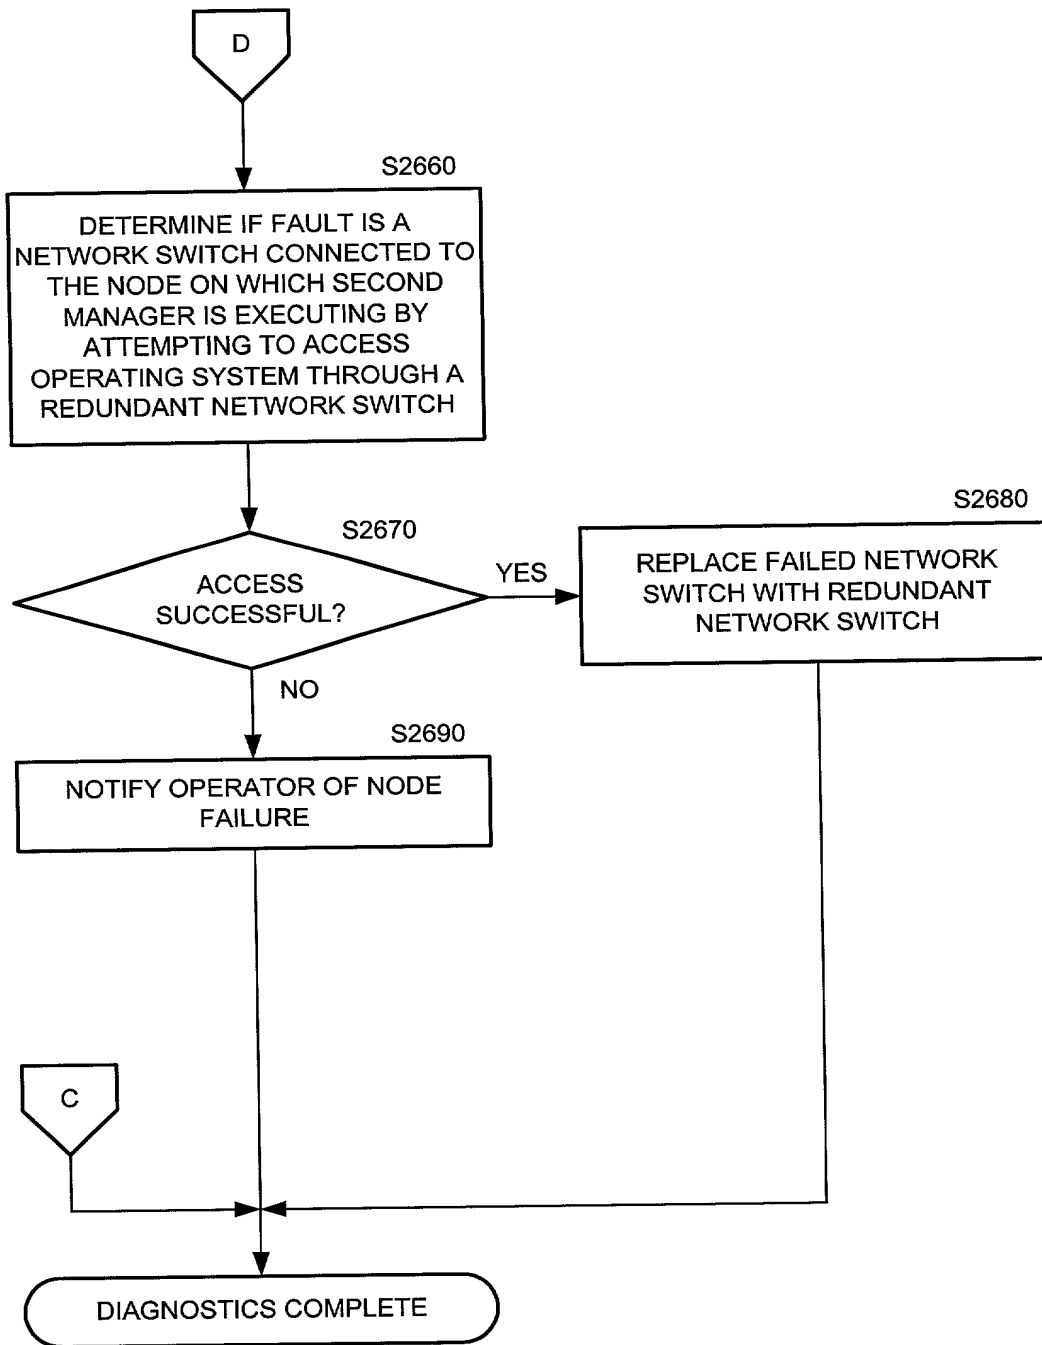 D
S2660
DETERMINE IF FAULT IS A
NETWORK SWITCH CONNECTED TO
THE NODE ON WHICH SECOND
MANAGER IS EXECUTING BY
ATTEMPTING TO ACCESS
OPERATING SYSTEM THROUGH A
REDUNDANT NETWORK SWITCH
S2670
ACCESS
SUCCESSFUL?
YES
S2680
REPLACE FAILED NETWORK
SWITCH WITH REDUNDANT
NETWORK SWITCH
NO
S2690
NOTIFY OPERATOR OF NODE
FAILURE
C
DIAGNOSTICS COMPLETE